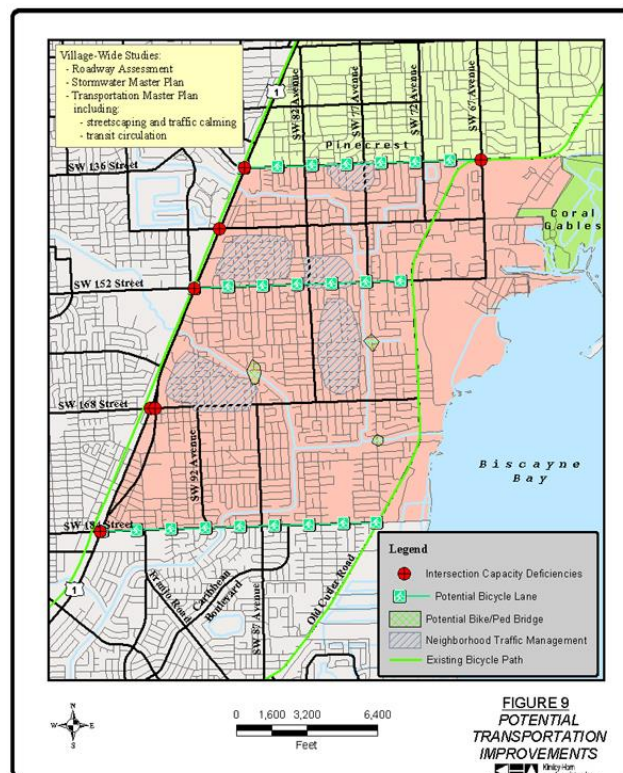 Village-Wide Studies:
- Roadway Assessment
- Stormwater Master Plan
- Transportation Master Plan
including:
- streetscaping and traffic calming
- transit circulation
1
SW 82 Avenue
SW 77 Avenue
SW 72 Avenue
SW 67 Avenue
Pinecrest
SW 136 Street
Coral
Gables
SW 152 Street
SW 168 Street
SW 92 Avenue
Biscayne
Bay
SW 184 Street
1
Franjo Road
Caribbean
Boulevard
SW 87 Avenue
Old Cutler Road
Legend
Intersection Capacity Deficiencies
Potential Bicycle Lane
Potential Bike/Ped Bridge
Neighborhood Traffic Management
Existing Bicycle Path
N
W
E
S
0 1,600 3,200 6,400
Feet
FIGURE 9
POTENTIAL
TRANSPORTATION
IMPROVEMENTS
Kimley-Horn